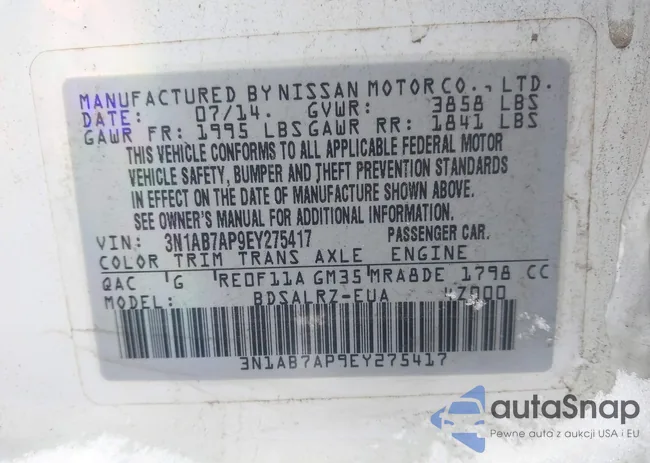 MANUFACTURED BY NISSAN MOTOR CO., LTD.
DATE: 07/14. GVWR: 3858 LBS
GAWR FR: 1995 LBS GAWR RR: 1841 LBS
THIS VEHICLE CONFORMS TO ALL APPLICABLE FEDERAL MOTOR
VEHICLE SAFETY, BUMPER AND THEFT PREVENTION STANDARDS
IN EFFECT ON THE DATE OF MANUFACTURE SHOWN ABOVE.
SEE OWNER'S MANUAL FOR ADDITIONAL INFORMATION.
VIN: 3N1AB7AP9EY275417 PASSENGER CAR.
COLOR TRIM TRANS AXLE ENGINE
QAC G RE0F11A GM35 MRA8DE 1798 CC
MODEL: BDSALRZ-EUA 4Z000
3N1AB7AP9EY275417
autaSnap
Pewne auta z aukcji USA i EU